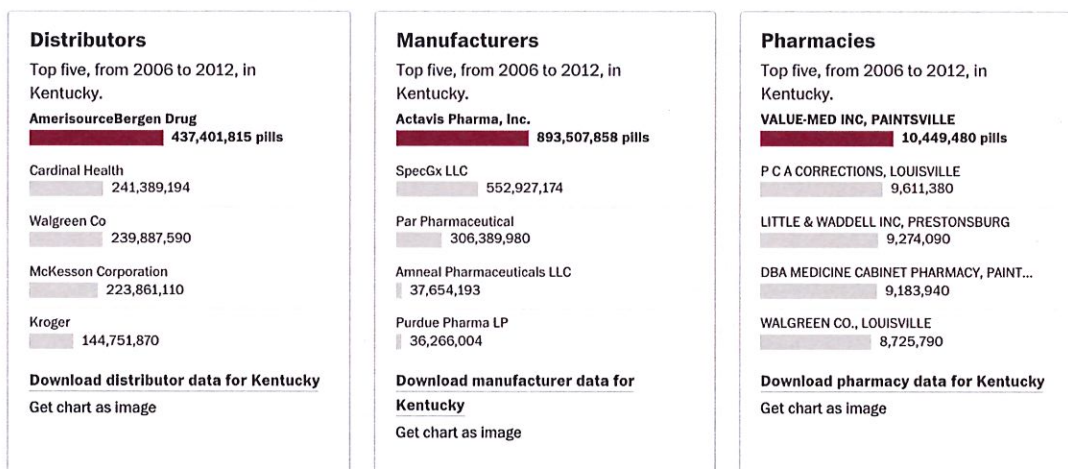 Distributors
Top five, from 2006 to 2012, in
Kentucky.
AmerisourceBergen Drug
437,401,815 pills
Cardinal Health
241,389,194
Walgreen Co
239,887,590
McKesson Corporation
223,861,110
Kroger
144,751,870
Download distributor data for Kentucky
Get chart as image
Manufacturers
Top five, from 2006 to 2012, in
Kentucky.
Actavis Pharma, Inc.
893,507,858 pills
SpecGx LLC
552,927,174
Par Pharmaceutical
306,389,980
Amneal Pharmaceuticals LLC
37,654,193
Purdue Pharma LP
36,266,004
Download manufacturer data for
Kentucky
Get chart as image
Pharmacies
Top five, from 2006 to 2012, in
Kentucky.
VALUE-MED INC, PAINTSVILLE
10,449,480 pills
P C A CORRECTIONS, LOUISVILLE
9,611,380
LITTLE & WADDELL INC, PRESTONSBURG
9,274,090
DBA MEDICINE CABINET PHARMACY, PAINT...
9,183,940
WALGREEN CO., LOUISVILLE
8,725,790
Download pharmacy data for Kentucky
Get chart as image